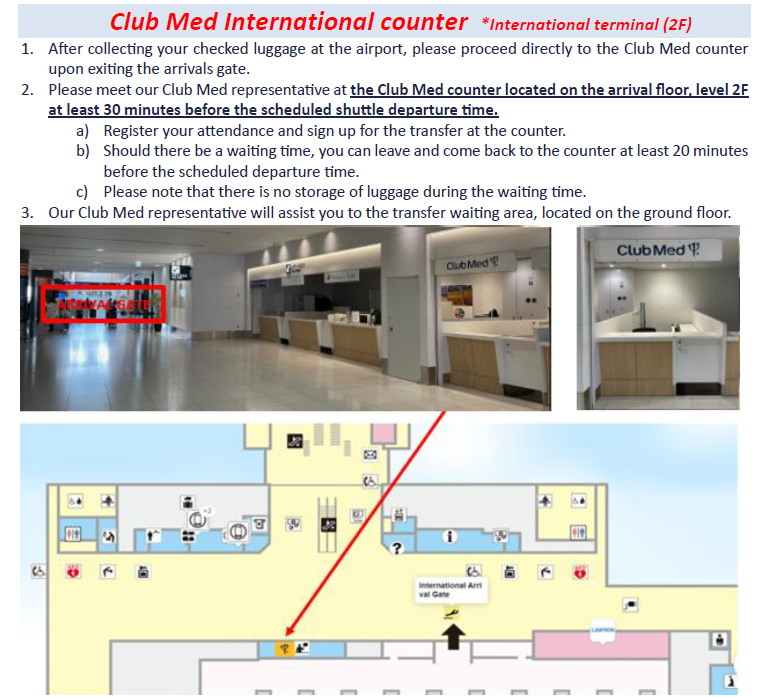 Club Med International counter *International terminal (2F)
1. After collecting your checked luggage at the airport, please proceed directly to the Club Med counter
upon exiting the arrivals gate.
2. Please meet our Club Med representative at the Club Med counter located on the arrival floor, level 2F
at least 30 minutes before the scheduled shuttle departure time.
a) Register your attendance and sign up for the transfer at the counter.
b) Should there be a waiting time, you can leave and come back to the counter at least 20 minutes
before the scheduled departure time.
c) Please note that there is no storage of luggage during the waiting time.
3. Our Club Med representative will assist you to the transfer waiting area, located on the ground floor.
ARRIVAL GATE
Club Med
Club Med
+2
?
i
AED
AED
International Arri
val Gate
LAWSON